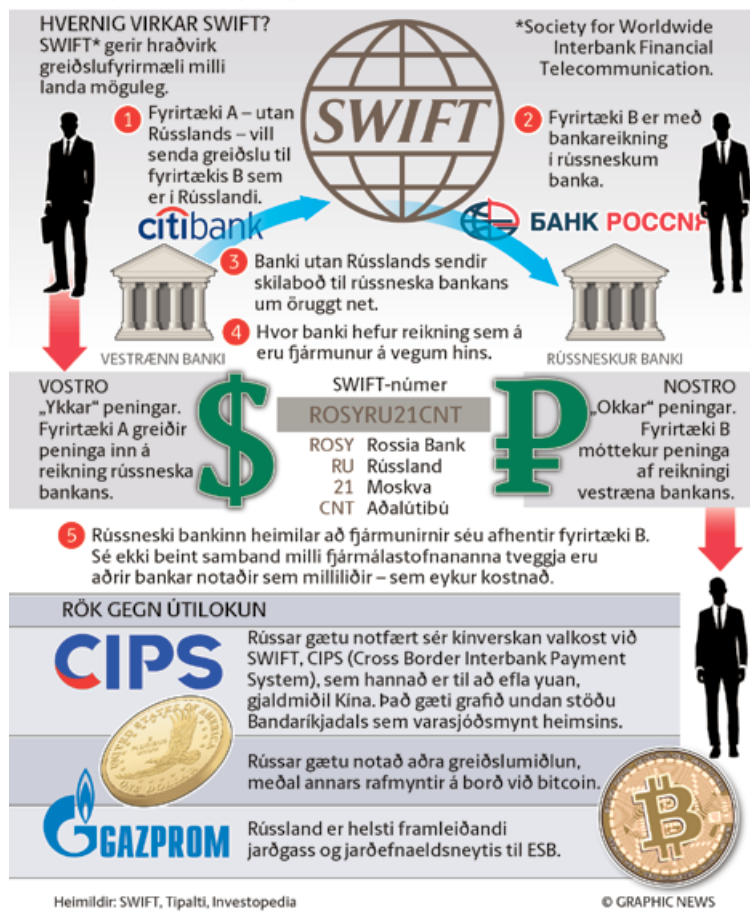 HVERNIG VIRKAR SWIFT?
SWIFT* gerir hraðvirk
greiðslufyrirmæli milli
landa möguleg.
*Society for Worldwide
Interbank Financial
Telecommunication.
SWIFT
1 Fyrirtæki A – utan
Rússlands – vill
senda greiðslu til
fyrirtækis B sem
er í Rússlandi.
2 Fyrirtæki B er með
bankareikning
í rússneskum
banka.
citibank
БАНК РОССИЯ
3 Banki utan Rússlands sendir
skilaboð til rússneska bankans
um öruggt net.
4 Hvor banki hefur reikning sem á
eru fjármunur á vegum hins.
VESTRÆNN BANKI
RÚSSNESKUR BANKI
VOSTRO
„Ykkar“ peningar.
Fyrirtæki A greiðir
peninga inn á
reikning rússneska
bankans.
$
SWIFT-númer
ROSYRU21CNT
ROSY Rossia Bank
RU Rússland
21 Moskva
CNT Aðalútibú
₽
NOSTRO
„Okkar“ peningar.
Fyrirtæki B
móttekur peninga
af reikningi
vestræna bankans.
5 Rússneski bankinn heimilar að fjármunirnir séu afhentir fyrirtæki B.
Sé ekki beint samband milli fjármálastofnananna tveggja eru
aðrir bankar notaðir sem milliliðir – sem eykur kostnað.
RÖK GEGN ÚTILOKUN
CIPS
Rússar gætu notfært sér kínverskan valkost við
SWIFT, CIPS (Cross Border Interbank Payment
System), sem hannað er til að efla yuan,
gjaldmiðil Kína. Það gæti grafið undan stöðu
Bandaríkjadals sem varasjóðsmynt heimsins.
UNITED STATES OF AMERICA
ONE DOLLAR
Rússar gætu notað aðra greiðslumiðlun,
meðal annars rafmyntir á borð við bitcoin.
GAZPROM
Rússland er helsti framleiðandi
jarðgass og jarðefnaeldsneytis til ESB.
Heimildir: SWIFT, Tipalti, Investopedia
© GRAPHIC NEWS